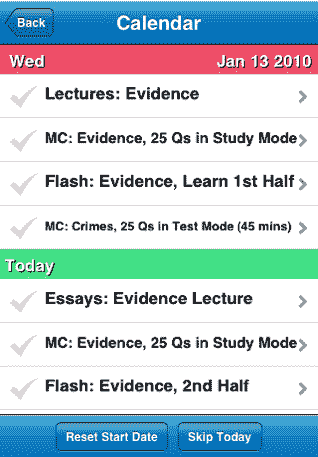 Back
Calendar
Wed Jan 13 2010
Lectures: Evidence
MC: Evidence, 25 Qs in Study Mode
Flash: Evidence, Learn 1st Half
MC: Crimes, 25 Qs in Test Mode (45 mins)
Today
Essays: Evidence Lecture
MC: Evidence, 25 Qs in Study Mode
Flash: Evidence, 2nd Half
Reset Start Date Skip Today